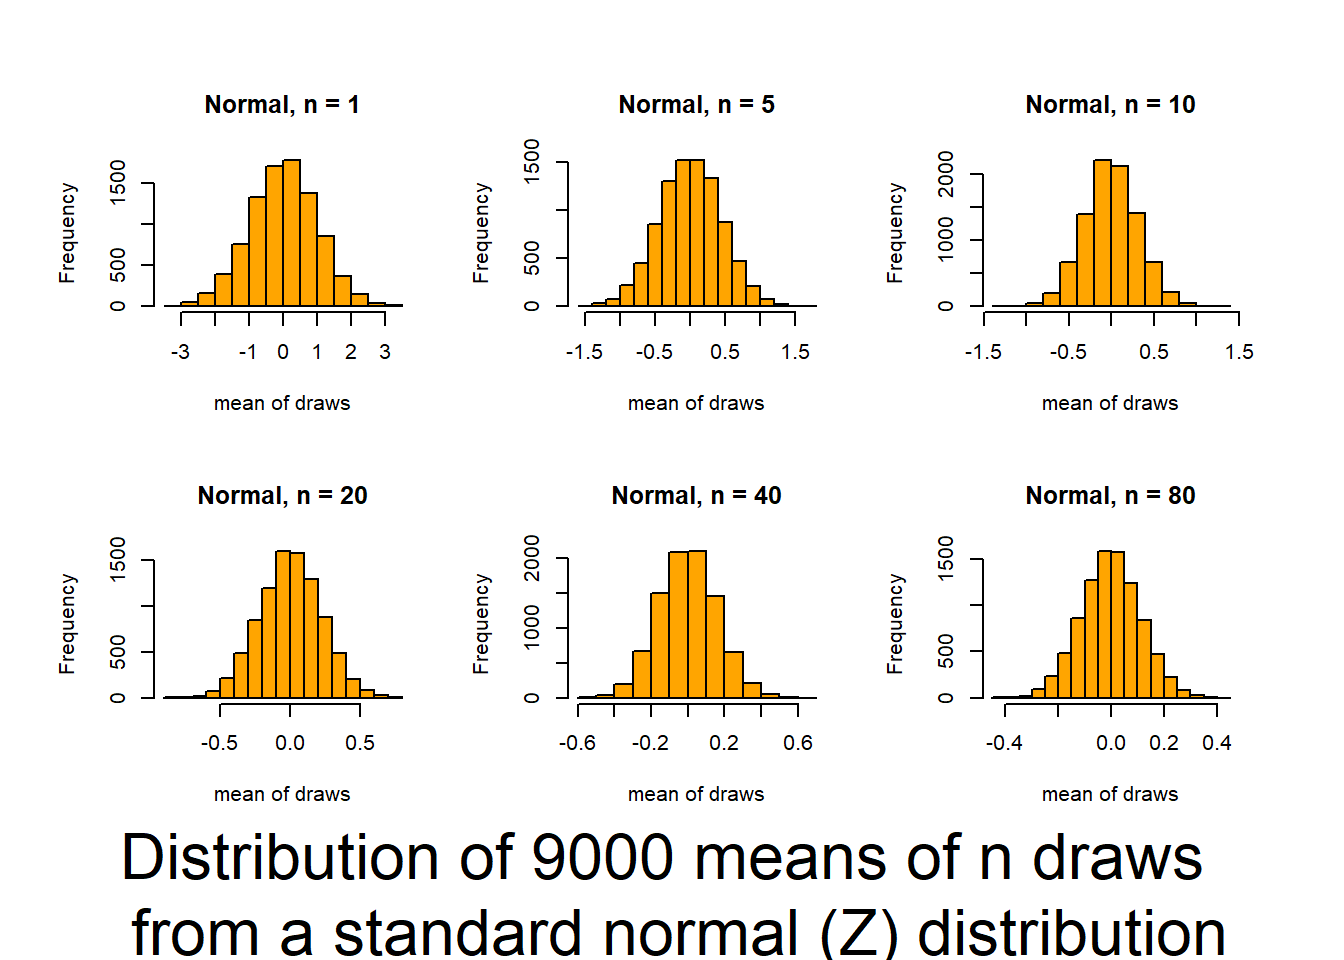 Normal, n = 1
Frequency
0 500 1500
-3 -1 0 1 2 3
mean of draws
Normal, n = 5
Frequency
0 500 1500
-1.5 -0.5 0.5 1.5
mean of draws
Normal, n = 10
Frequency
0 1000 2000
-1.5 -0.5 0.5 1.5
mean of draws
Normal, n = 20
Frequency
0 500 1500
-0.5 0.0 0.5
mean of draws
Normal, n = 40
Frequency
0 1000 2000
-0.6 -0.2 0.2 0.6
mean of draws
Normal, n = 80
Frequency
0 500 1500
-0.4 0.0 0.2 0.4
mean of draws
Distribution of 9000 means of n draws
from a standard normal (Z) distribution